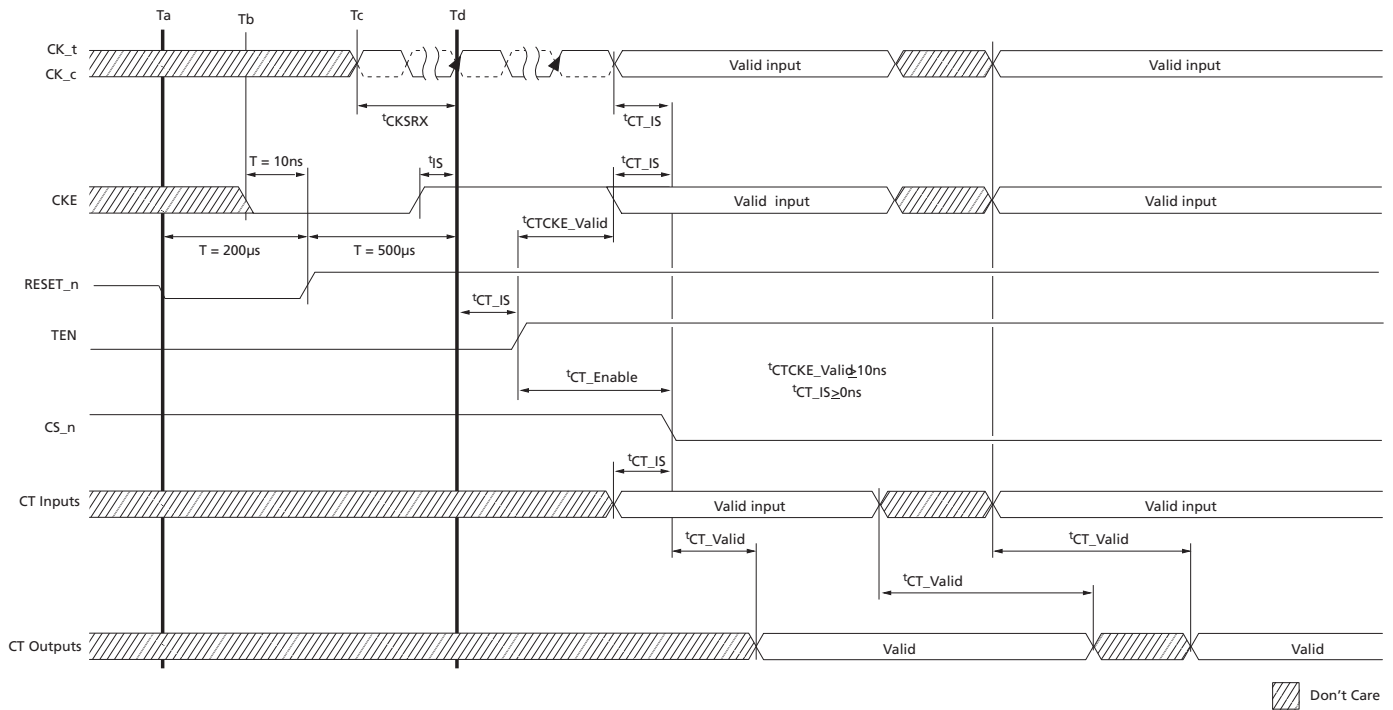 Ta Tb Tc Td
CK_t
CK_c
Valid input Valid input
tCKSRX
tCT_IS
T = 10ns tIS tCT_IS
CKE
Valid input Valid input
tCTCKE_Valid
T = 200µs T = 500µs
RESET_n
tCT_IS
TEN
tCT_Enable
tCTCKE_Valid≥10ns
tCT_IS≥0ns
CS_n
tCT_IS
CT Inputs
Valid input Valid input
tCT_Valid tCT_Valid
tCT_Valid
CT Outputs
Valid Valid
Don't Care